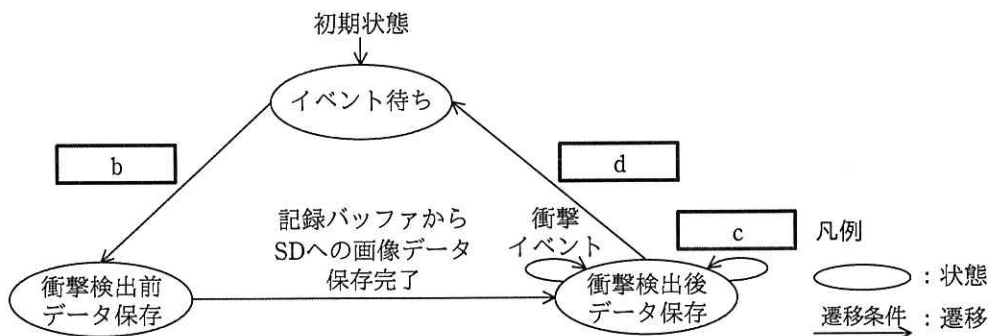 初期状態
イベント待ち
b
d
記録バッファから
SDへの画像データ
保存完了
衝撃
イベント
c
凡例
衝撃検出前
データ保存
衝撃検出後
データ保存
：状態
遷移条件
：遷移